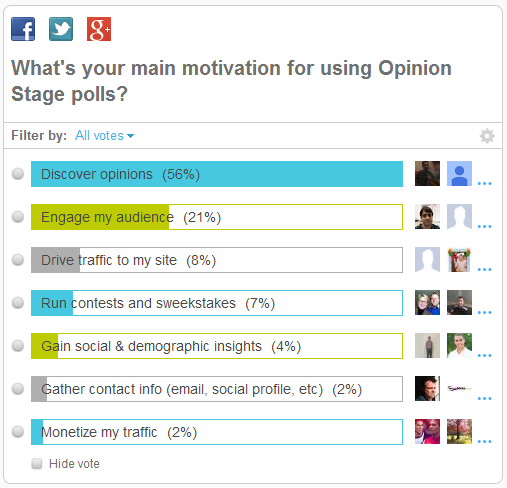 What's your main motivation for using Opinion
Stage polls?
Filter by: All votes
Discover opinions (56%)
Engage my audience (21%)
Drive traffic to my site (8%)
Run contests and sweekstakes (7%)
Gain social & demographic insights (4%)
Gather contact info (email, social profile, etc) (2%)
Monetize my traffic (2%)
Hide vote